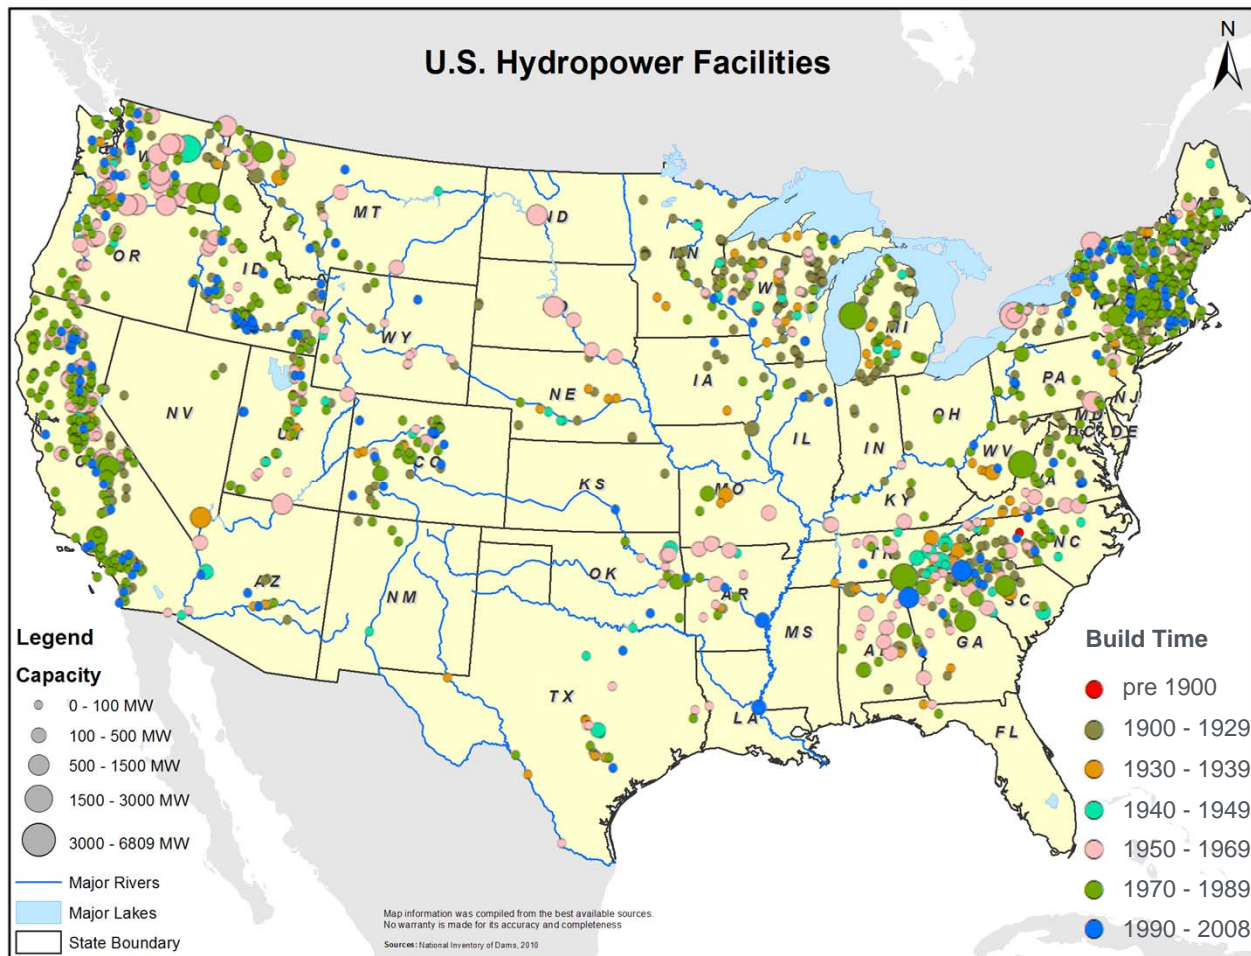 U.S. Hydropower Facilities
N
MT
ND
MN
OR
ID
WY
MI
IA
NE
PA
NJ
NV
OH
MD
DC
DE
IL
IN
WV
CO
KS
MO
KY
VA
NC
TN
OK
AZ
NM
AR
SC
MS
GA
TX
LA
FL
Legend
Capacity
0 - 100 MW
100 - 500 MW
500 - 1500 MW
1500 - 3000 MW
3000 - 6809 MW
Major Rivers
Major Lakes
State Boundary
Map information was compiled from the best available sources.
No warranty is made for its accuracy and completeness
Sources: National Inventory of Dams, 2010
Build Time
pre 1900
1900 - 1929
1930 - 1939
1940 - 1949
1950 - 1969
1970 - 1989
1990 - 2008